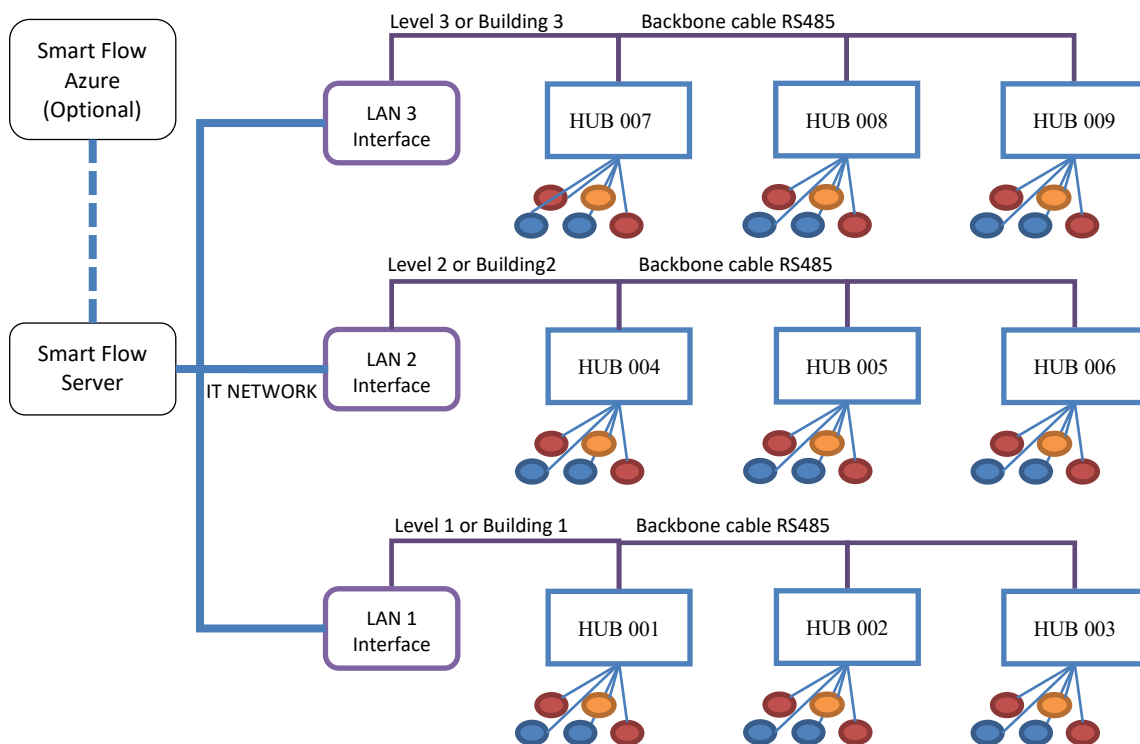 Smart Flow
Azure
(Optional)
Level 3 or Building 3
Backbone cable RS485
LAN 3
Interface
HUB 007
HUB 008
HUB 009
Level 2 or Building2
Backbone cable RS485
Smart Flow
Server
IT NETWORK
LAN 2
Interface
HUB 004
HUB 005
HUB 006
Level 1 or Building 1
Backbone cable RS485
LAN 1
Interface
HUB 001
HUB 002
HUB 003